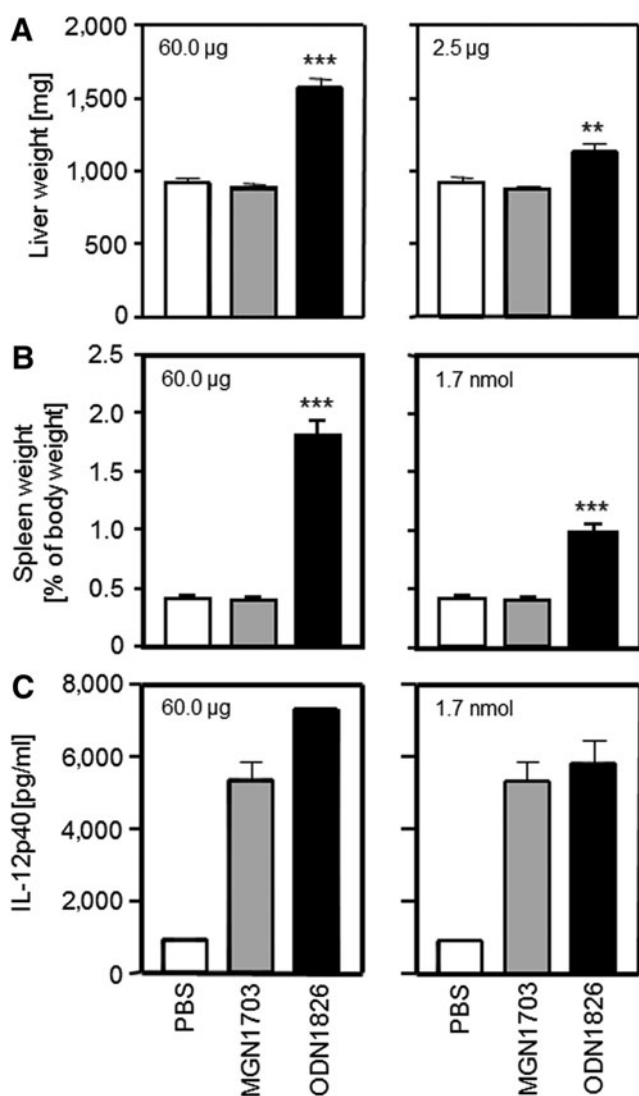 A
Liver weight [mg]
2,000
1,500
1,000
500
0
60.0 µg
***
2.5 µg
**
B
Spleen weight
[% of body weight]
2.5
2.0
1.5
1.0
0.5
0
60.0 µg
***
1.7 nmol
***
C
IL-12p40[pg/ml]
8,000
6,000
4,000
2,000
0
60.0 µg
1.7 nmol
PBS
MGN1703
ODN1826
PBS
MGN1703
ODN1826